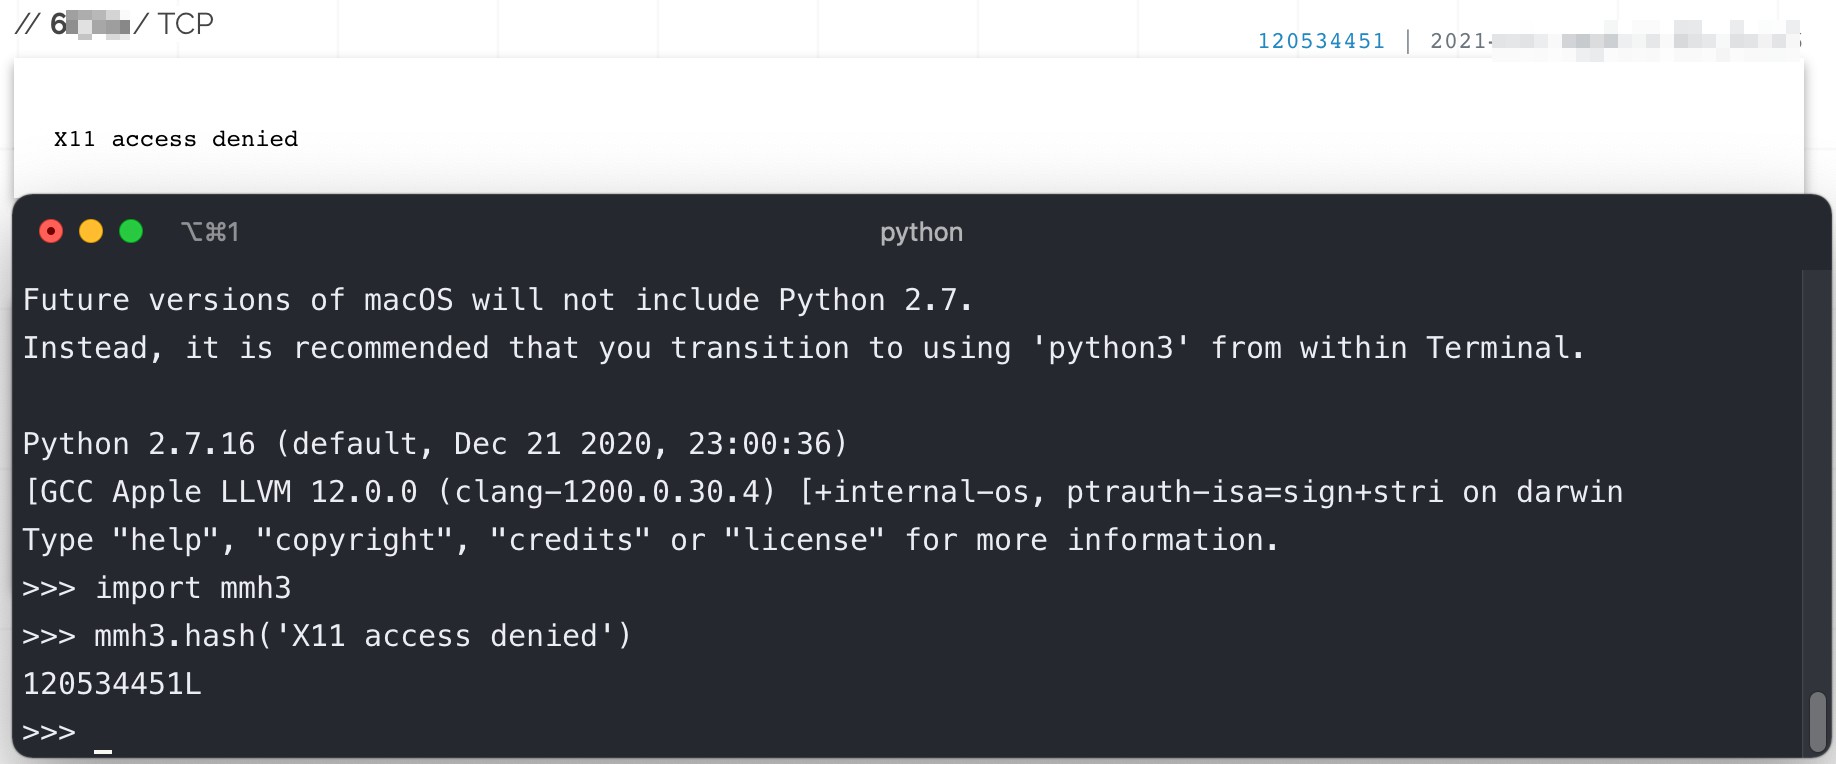 // 6 / TCP
120534451 | 2021-
X11 access denied
⌥⌘1 python
Future versions of macOS will not include Python 2.7.
Instead, it is recommended that you transition to using 'python3' from within Terminal.
Python 2.7.16 (default, Dec 21 2020, 23:00:36)
[GCC Apple LLVM 12.0.0 (clang-1200.0.30.4) [+internal-os, ptrauth-isa=sign+stri on darwin
Type "help", "copyright", "credits" or "license" for more information.
>>> import mmh3
>>> mmh3.hash('X11 access denied')
120534451L
>>> _